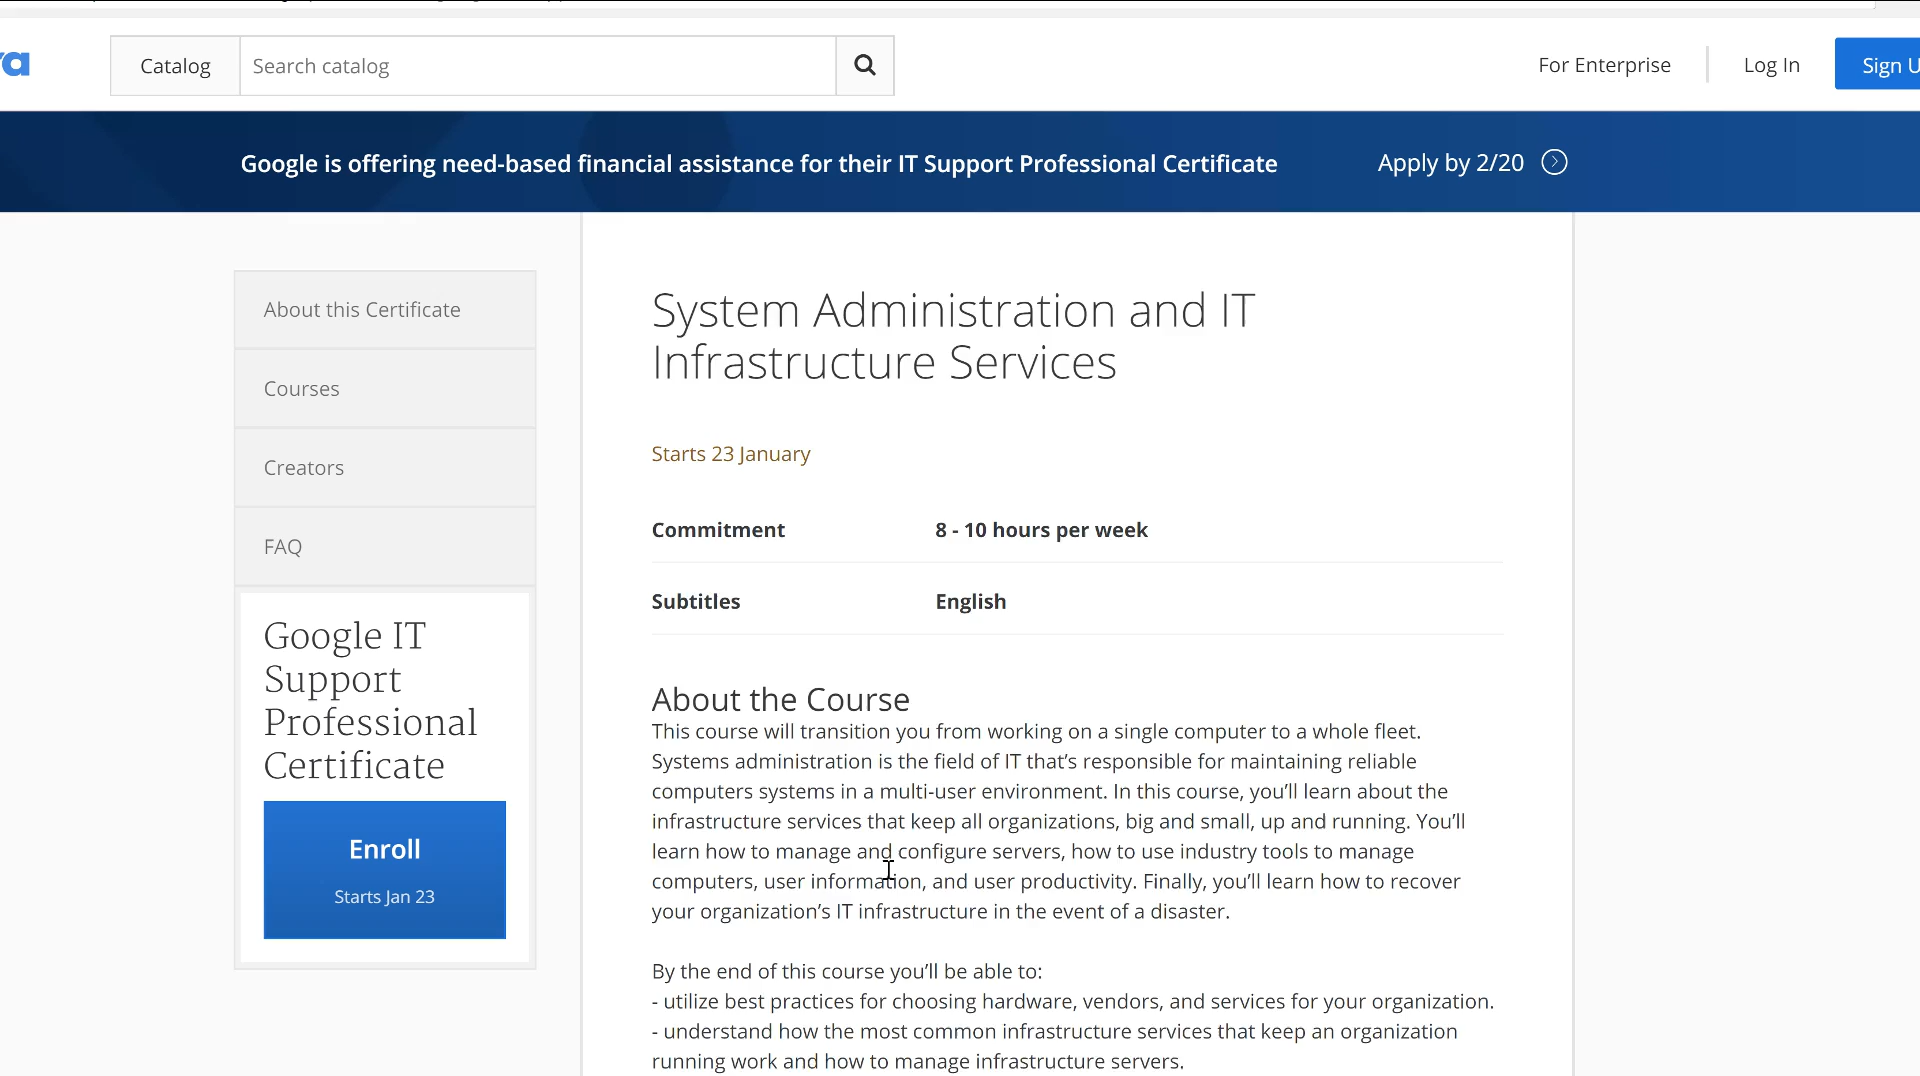 Catalog
Search catalog
For Enterprise
Log In
Sign U
Google is offering need-based financial assistance for their IT Support Professional Certificate
Apply by 2/20
About this Certificate
Courses
Creators
FAQ
Google IT
Support
Professional
Certificate
Enroll
Starts Jan 23
System Administration and IT
Infrastructure Services
Starts 23 January
Commitment 8 - 10 hours per week
Subtitles English
About the Course
This course will transition you from working on a single computer to a whole fleet.
Systems administration is the field of IT that’s responsible for maintaining reliable
computers systems in a multi-user environment. In this course, you’ll learn about the
infrastructure services that keep all organizations, big and small, up and running. You’ll
learn how to manage and configure servers, how to use industry tools to manage
computers, user information, and user productivity. Finally, you’ll learn how to recover
your organization’s IT infrastructure in the event of a disaster.
By the end of this course you’ll be able to:
- utilize best practices for choosing hardware, vendors, and services for your organization.
- understand how the most common infrastructure services that keep an organization
running work and how to manage infrastructure servers.